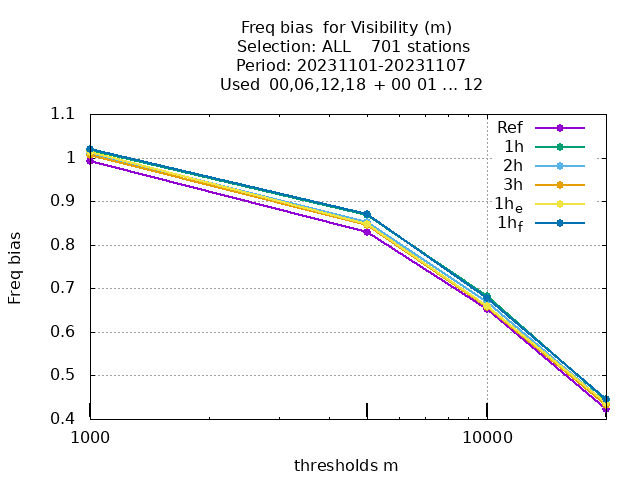 Freq bias  for Visibility (m)
Selection: ALL    701 stations
Period: 20231101-20231107
Used  00,06,12,18  + 00 01 ... 12
1.1
1
0.9
0.8
0.7
0.6
0.5
0.4
Freq bias
Ref
1h
2h
3h
1he
1hf
1000
10000
thresholds m